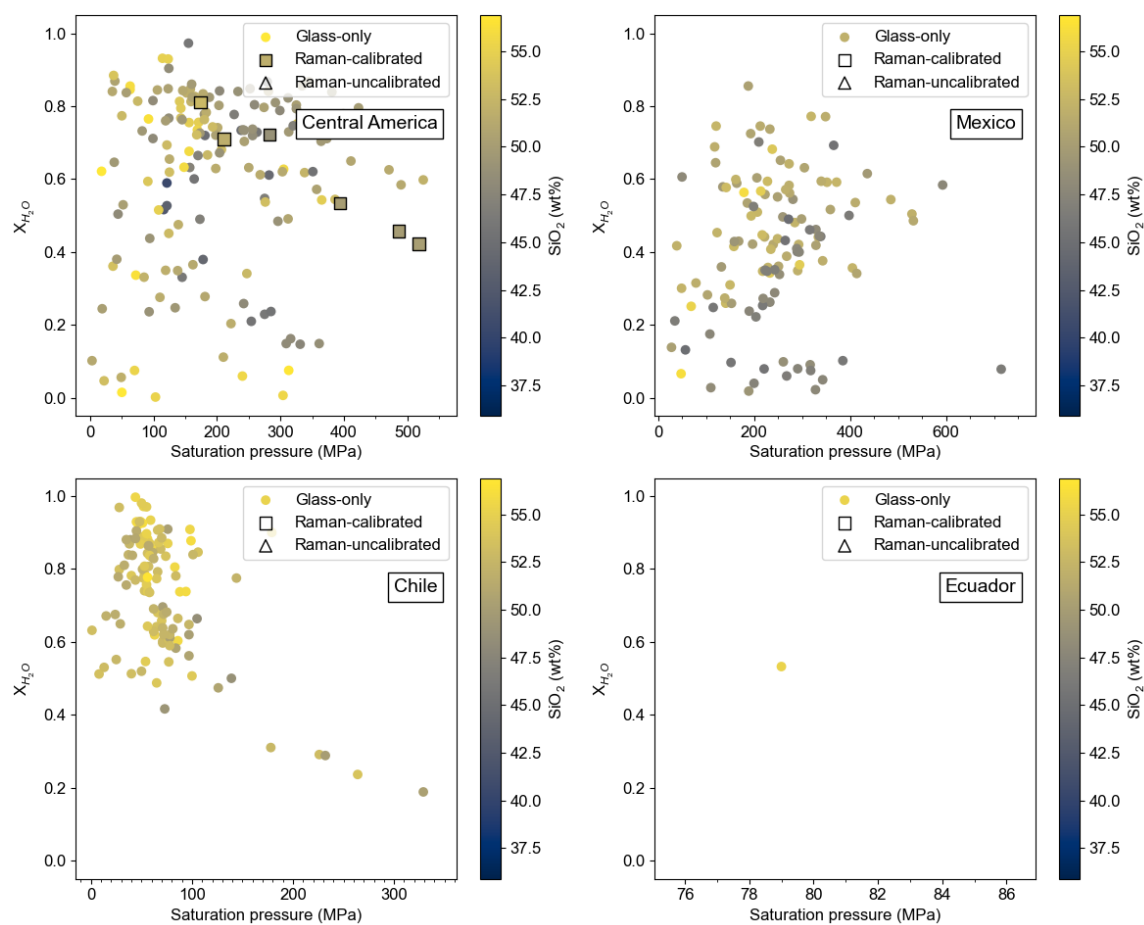 Glass-only
Raman-calibrated
Raman-uncalibrated
Central America
1.0
0.8
0.6
0.4
0.2
0.0
X_{H_2O}
0 100 200 300 400 500
Saturation pressure (MPa)
55.0
52.5
50.0
47.5
45.0
42.5
40.0
37.5
SiO₂ (wt%)
Glass-only
Raman-calibrated
Raman-uncalibrated
Mexico
1.0
0.8
0.6
0.4
0.2
0.0
X_{H_2O}
0 200 400 600
Saturation pressure (MPa)
55.0
52.5
50.0
47.5
45.0
42.5
40.0
37.5
SiO₂ (wt%)
Glass-only
Raman-calibrated
Raman-uncalibrated
Chile
1.0
0.8
0.6
0.4
0.2
0.0
X_{H_2O}
0 100 200 300
Saturation pressure (MPa)
55.0
52.5
50.0
47.5
45.0
42.5
40.0
37.5
SiO₂ (wt%)
Glass-only
Raman-calibrated
Raman-uncalibrated
Ecuador
1.0
0.8
0.6
0.4
0.2
0.0
X_{H_2O}
76 78 80 82 84 86
Saturation pressure (MPa)
55.0
52.5
50.0
47.5
45.0
42.5
40.0
37.5
SiO₂ (wt%)